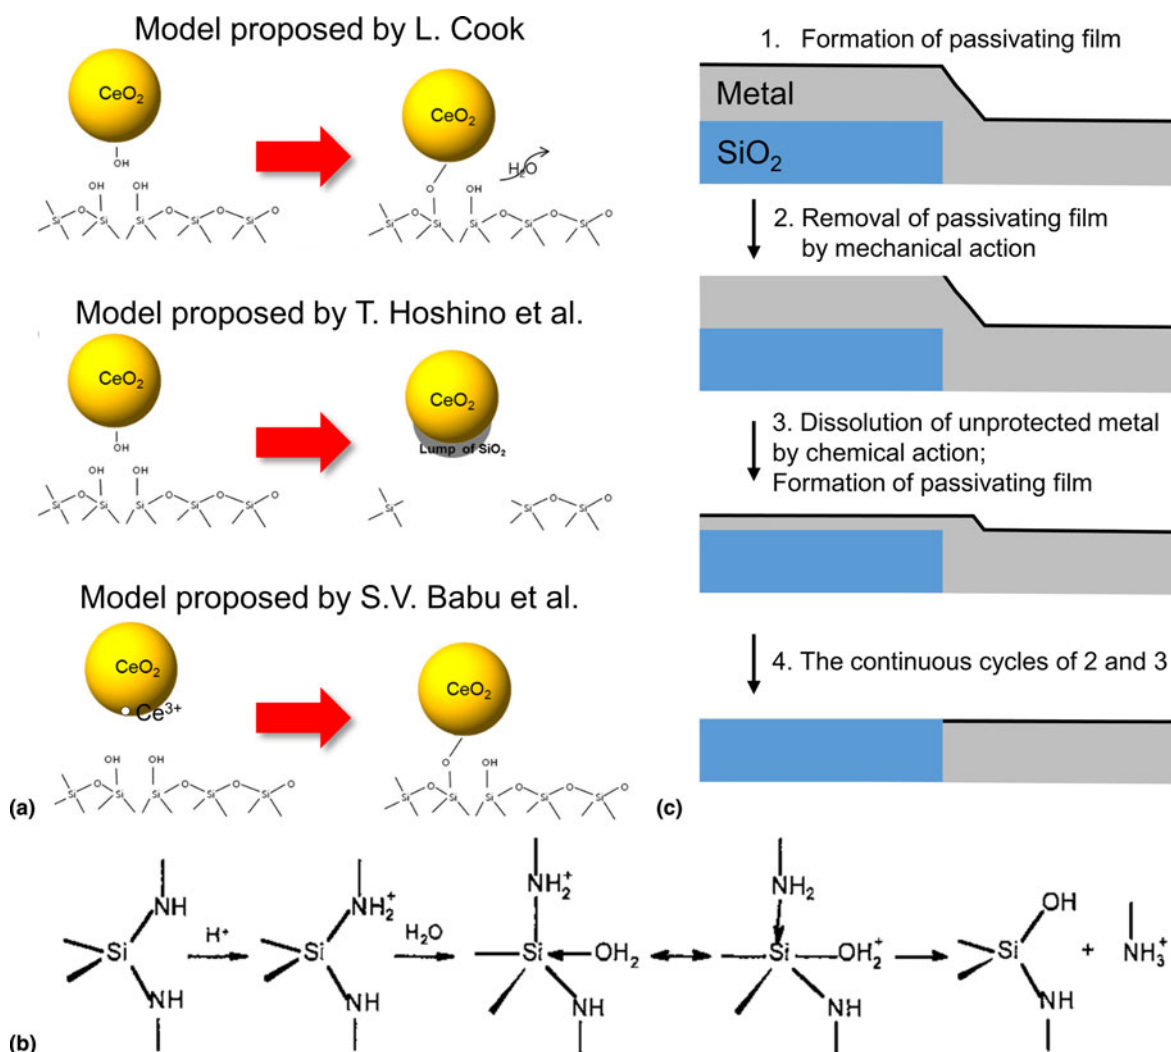 Model proposed by L. Cook
CeO₂
OH
OH
OH
Si
O
Si
Si
O
Si
O
Si
O
CeO₂
H₂O
O
OH
Si
O
Si
Si
O
Si
O
Si
O
Model proposed by T. Hoshino et al.
CeO₂
OH
OH
OH
Si
O
Si
Si
O
Si
O
Si
O
CeO₂
Lump of SiO₂
Si
Si
O
Si
O
Model proposed by S.V. Babu et al.
CeO₂
Ce³⁺
OH
OH
Si
O
Si
Si
O
Si
O
Si
O
CeO₂
O
OH
Si
O
Si
Si
O
Si
O
Si
O
(a)
1. Formation of passivating film
Metal
SiO₂
2. Removal of passivating film
by mechanical action
3. Dissolution of unprotected metal
by chemical action;
Formation of passivating film
4. The continuous cycles of 2 and 3
(c)
NH
Si
NH
H⁺
NH₂⁺
Si
NH
H₂O
NH₂⁺
Si
OH₂
NH
NH₂
Si
OH₂⁺
NH
OH
Si
NH
+
NH₃⁺
(b)